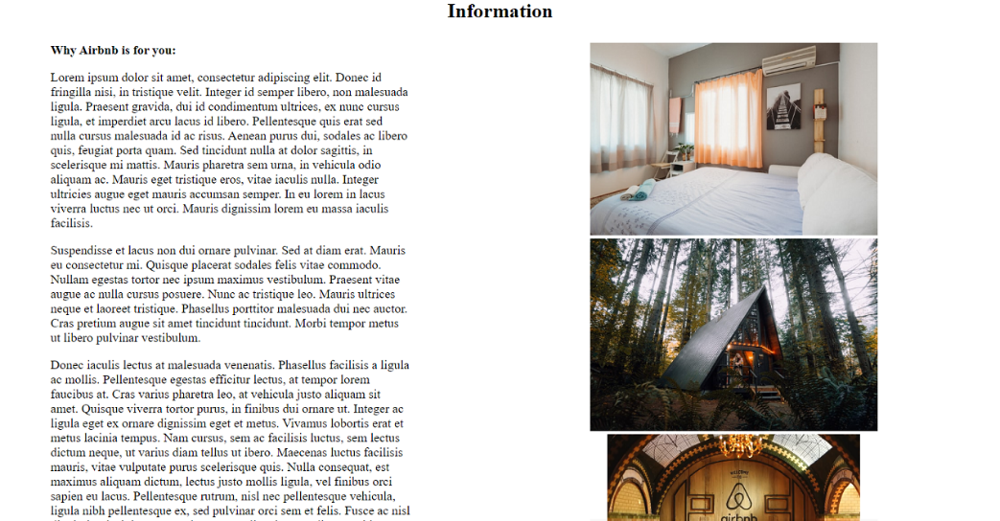 Information
Why Airbnb is for you:
Lorem ipsum dolor sit amet, consectetur adipiscing elit. Donec id
fringilla nisi, in tristique velit. Integer id semper libero, non malesuada
ligula. Praesent gravida, dui id condimentum ultrices, ex nunc cursus
ligula, et imperdiet arcu lacus id libero. Pellentesque quis erat sed
nulla cursus malesuada id ac risus. Aenean purus dui, sodales ac libero
quis, feugiat porta quam. Sed tincidunt nulla at dolor sagittis, in
scelerisque mi mattis. Mauris pharetra sem urna, in vehicula odio
aliquam ac. Mauris eget tristique eros, vitae iaculis nulla. Integer
ultricies augue eget mauris accumsan semper. In eu lorem in lacus
viverra luctus nec ut orci. Mauris dignissim lorem eu massa iaculis
facilisis.
Suspendisse et lacus non dui ornare pulvinar. Sed at diam erat. Mauris
eu consectetur mi. Quisque placerat sodales felis vitae commodo.
Nullam egestas tortor nec ipsum maximus vestibulum. Praesent vitae
augue ac nulla cursus posuere. Nunc ac tristique leo. Mauris ultrices
neque et laoreet tristique. Phasellus porttitor malesuada dui nec auctor.
Cras pretium augue sit amet tincidunt tincidunt. Morbi tempor metus
ut libero pulvinar vestibulum.
Donec iaculis lectus at malesuada venenatis. Phasellus facilisis a ligula
ac mollis. Pellentesque egestas efficitur lectus, at tempor lorem
faucibus at. Cras varius pharetra leo, at vehicula justo aliquam sit
amet. Quisque viverra tortor purus, in finibus dui ornare ut. Integer ac
ligula eget ex ornare dignissim eget et metus. Vivamus lobortis erat et
metus lacinia tempus. Nam cursus, sem ac facilisis luctus, sem lectus
dictum neque, ut varius diam tellus ut ibero. Maecenas luctus facilisis
mauris, vitae vulputate purus scelerisque quis. Nulla consequat, est
maximus aliquam dictum, lectus justo mollis ligula, vel finibus orci
sapien eu lacus. Pellentesque rutrum, nisl nec pellentesque vehicula,
ligula nibh pellentesque ex, sed pulvinar orci sem et felis. Fusce ac nisl
WELCOME
airbnb